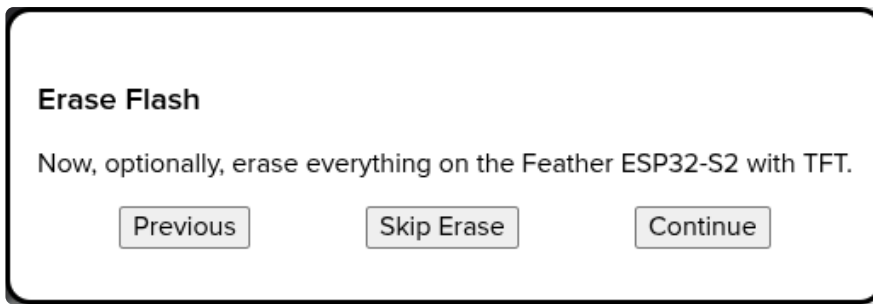 Erase Flash
Now, optionally, erase everything on the Feather ESP32-S2 with TFT.
Previous Skip Erase Continue